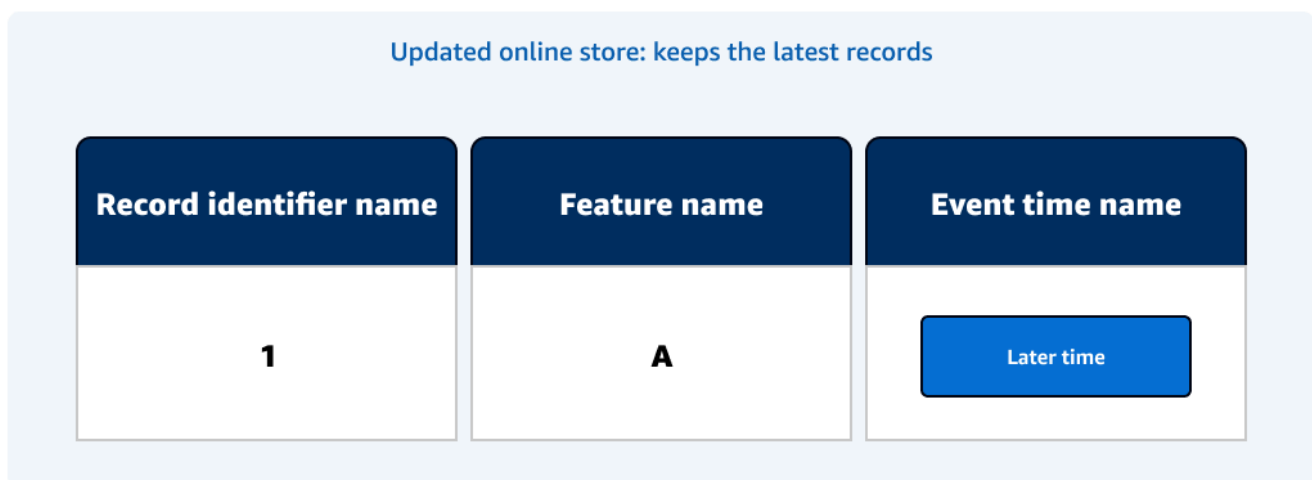 Updated online store: keeps the latest records
Record identifier name
Feature name
Event time name
1
A
Later time